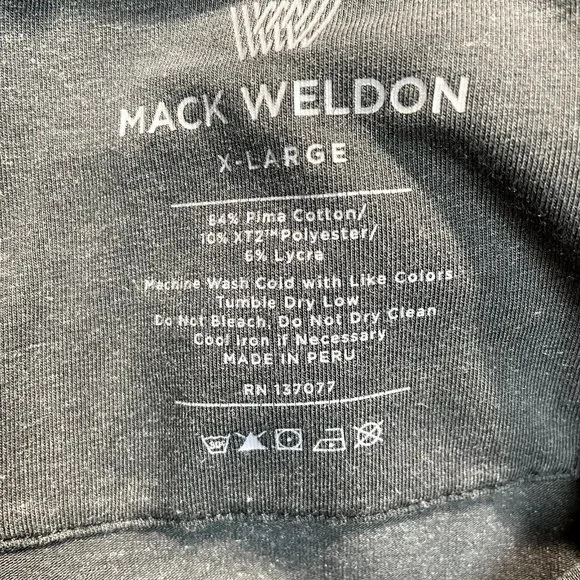 MACK WELDON
X-LARGE
84% Pima Cotton/
10% XT2™ Polyester/
6% Lycra
Machine Wash Cold with Like Colors
Tumble Dry Low
Do Not Bleach, Do Not Dry Clean
Cool Iron if Necessary
MADE IN PERU
RN 137077
30°